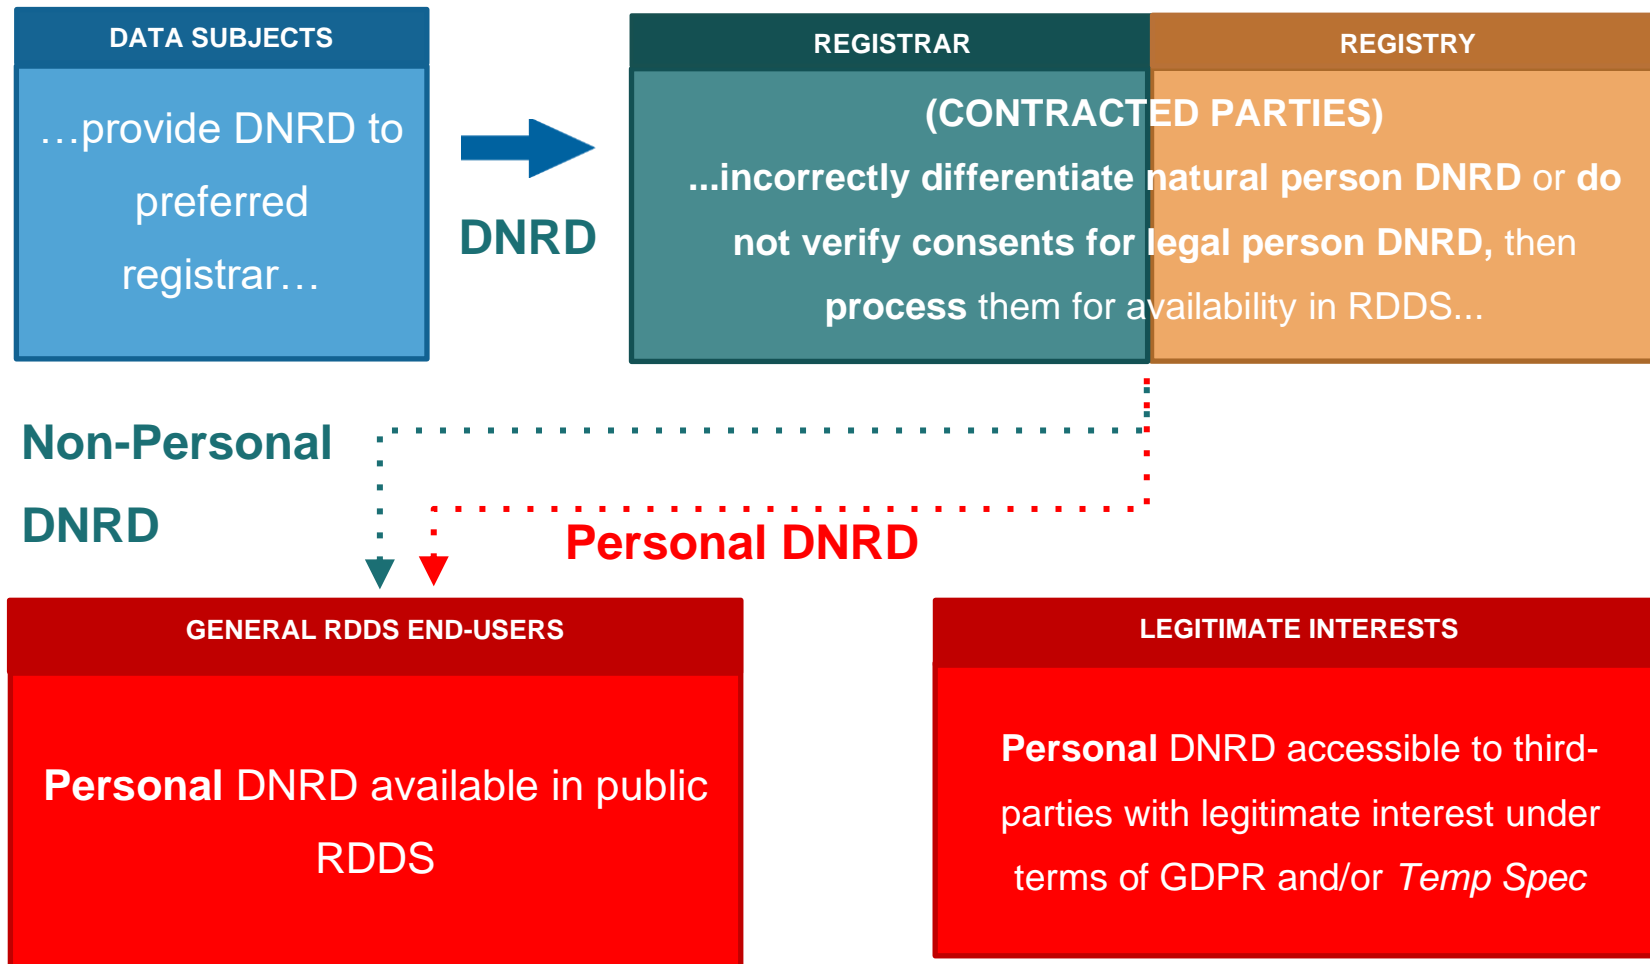 DATA SUBJECTS
…provide DNRD to
preferred
registrar…
DNRD
REGISTRAR
REGISTRY
(CONTRACTED PARTIES)
...incorrectly differentiate natural person DNRD or do
not verify consents for legal person DNRD, then
process them for availability in RDDS...
Non-Personal
DNRD
Personal DNRD
GENERAL RDDS END-USERS
Personal DNRD available in public
RDDS
LEGITIMATE INTERESTS
Personal DNRD accessible to third-
parties with legitimate interest under
terms of GDPR and/or Temp Spec